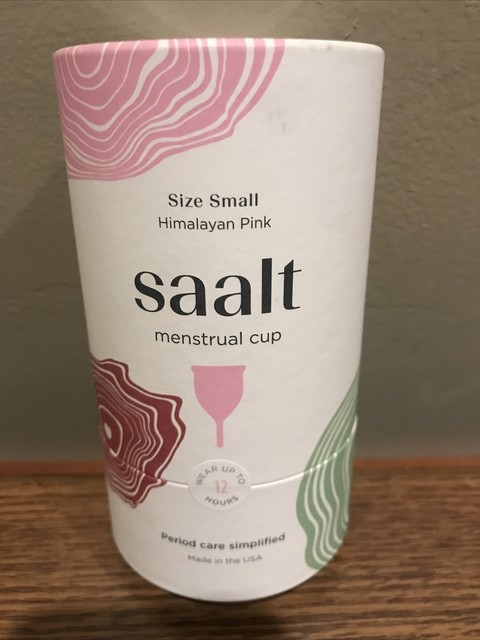 Size Small
Himalayan Pink
saalt
menstrual cup
WEAR UP TO
12
HOURS
Period care simplified
Made in the USA